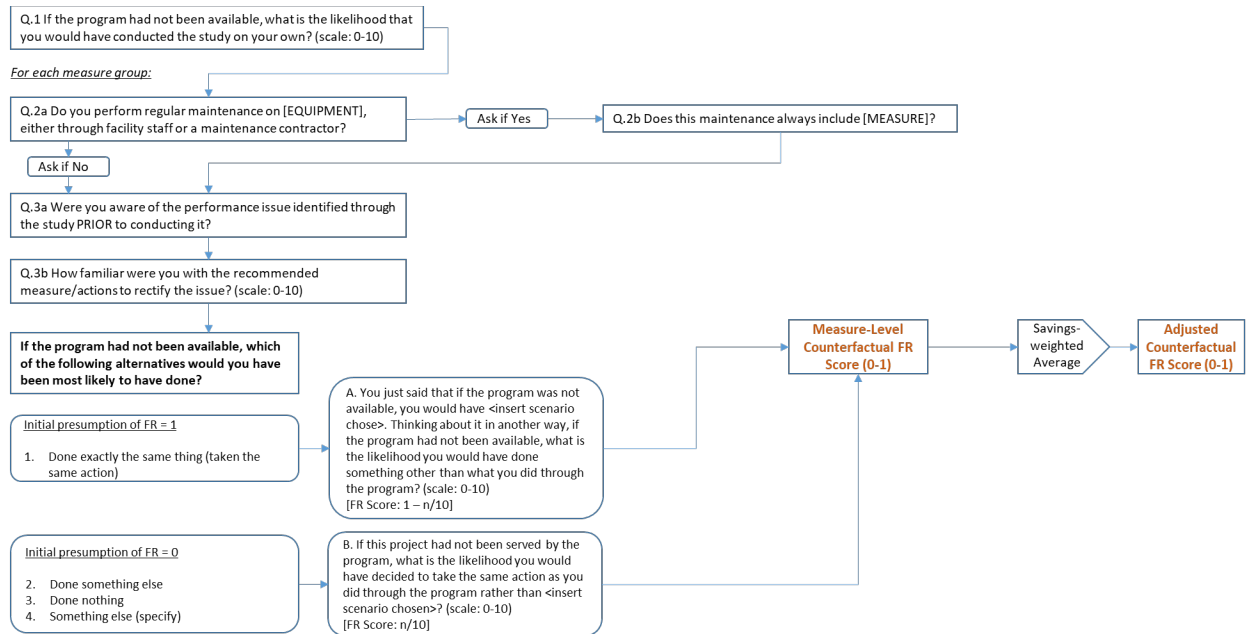 Q.1 If the program had not been available, what is the likelihood that
you would have conducted the study on your own? (scale: 0-10)
For each measure group:
Q.2a Do you perform regular maintenance on [EQUIPMENT],
either through facility staff or a maintenance contractor?
Ask if Yes
Q.2b Does this maintenance always include [MEASURE]?
Ask if No
Q.3a Were you aware of the performance issue identified through
the study PRIOR to conducting it?
Q.3b How familiar were you with the recommended
measure/actions to rectify the issue? (scale: 0-10)
If the program had not been available, which
of the following alternatives would you have
been most likely to have done?
Initial presumption of FR = 1
1. Done exactly the same thing (taken the
same action)
A. You just said that if the program was not
available, you would have <insert scenario
chose>. Thinking about it in another way, if
the program had not been available, what is
the likelihood you would have done
something other than what you did through
the program? (scale: 0-10)
[FR Score: 1 – n/10]
Initial presumption of FR = 0
2. Done something else
3. Done nothing
4. Something else (specify)
B. If this project had not been served by the
program, what is the likelihood you would
have decided to take the same action as you
did through the program rather than <insert
scenario chosen>? (scale: 0-10)
[FR Score: n/10]
Measure-Level
Counterfactual FR
Score (0-1)
Savings-
weighted
Average
Adjusted
Counterfactual
FR Score (0-1)